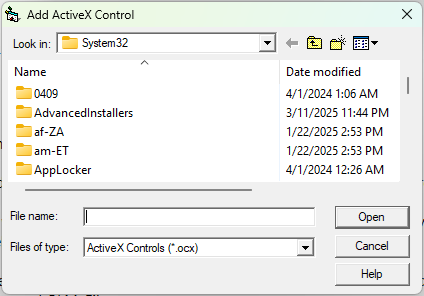 Add ActiveX Control
Look in: System32
Name Date modified
0409 4/1/2024 1:06 AM
AdvancedInstallers 3/11/2025 11:44 PM
af-ZA 1/22/2025 2:53 PM
am-ET 1/22/2025 2:53 PM
AppLocker 4/1/2024 12:26 AM
File name: Open
Files of type: ActiveX Controls (*.ocx) Cancel
Help